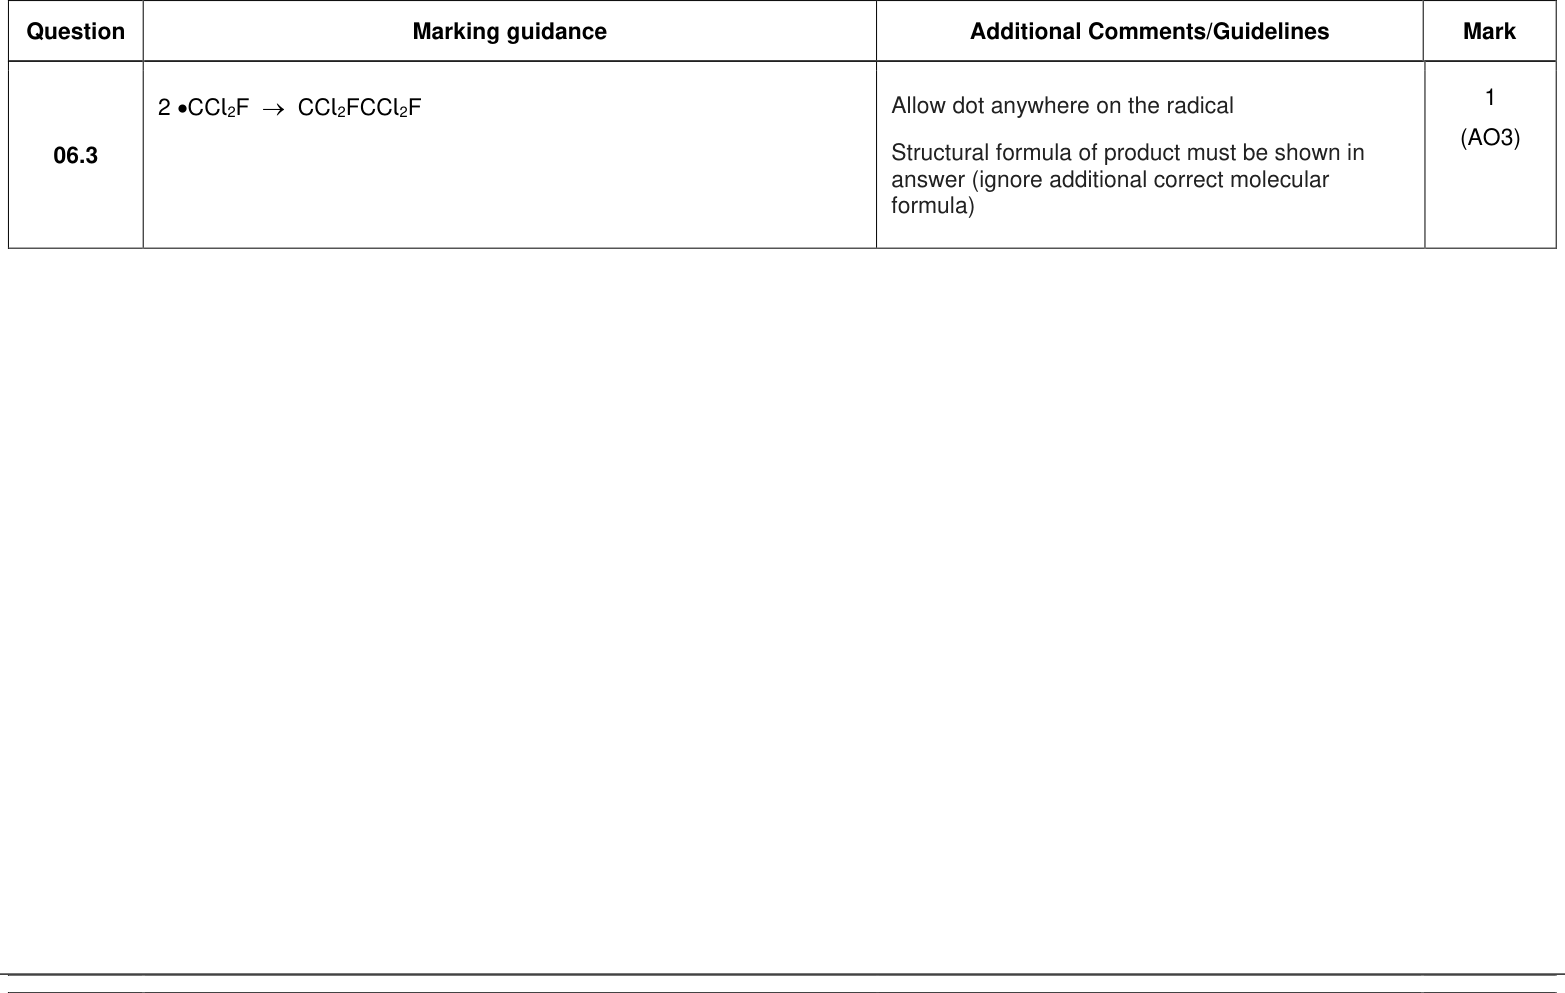 Question Marking guidance Additional Comments/Guidelines Mark
06.3
2 •CCl₂F → CCl₂FCCl₂F
Allow dot anywhere on the radical
Structural formula of product must be shown in
answer (ignore additional correct molecular
formula)
1
(AO3)